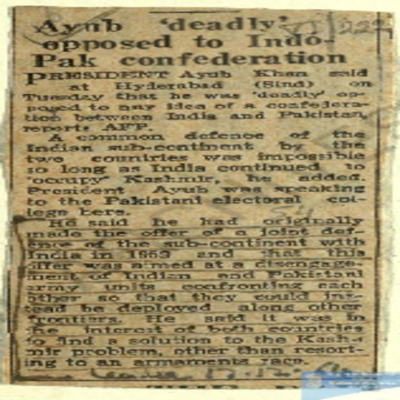 Ayub 'deadly'
opposed to Indo-
Pak confederation
PRESIDENT Ayub Khan said
at Hyderabad (Sind) on
Tuesday that he was 'deadly' op-
posed to any idea of a confedera-
tion between India and Pakistan,
reports AFP.
A common defence of the
Indian sub-continent by the
two countries was impossible
so long as India continued to
'occupy' Kashmir, he added.
President Ayub was speaking
to the Pakistani electoral col-
lege here.
He said he had originally
made the offer of a joint def-
ence of the sub-continent with
India in 1959 and that this
offer was aimed at a disengage-
ment of Indian and Pakistani
army units confronting each
other so that they could ins-
tead be deployed along other
frontiers. He said it was in
the interest of both countries
to find a solution to the Kash-
mir problem, other than resort-
ing to an armaments race.